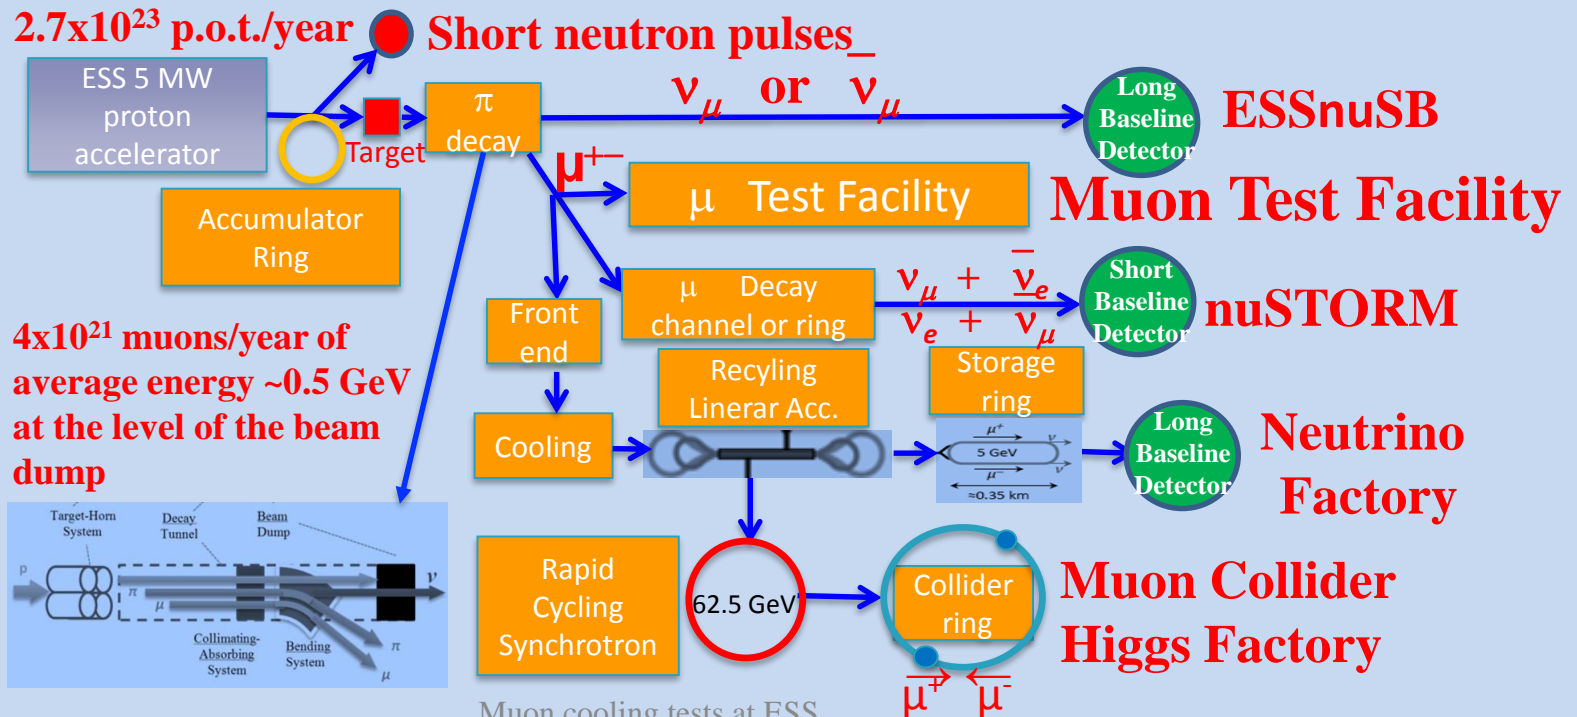 2.7x10²³ p.o.t./year
Short neutron pulses
ESS 5 MW
proton
accelerator
Target
π
decay
ν_μ or ν̅_μ
Long
Baseline
Detector
ESSnuSB
μ⁺⁻
μ Test Facility
Muon Test Facility
Accumulator
Ring
Front
end
μ Decay
channel or ring
ν_μ + ν̅_e
ν_e + ν̅_μ
Short
Baseline
Detector
nuSTORM
4x10²¹ muons/year of
average energy ~0.5 GeV
at the level of the beam
dump
Recyling
Linerar Acc.
Storage
ring
Cooling
μ⁺
ν
5 GeV
ν
μ⁻
≈0.35 km
Long
Baseline
Detector
Neutrino
Factory
Target-Horn
System
Decay
Tunnel
Beam
Dump
p
π
μ
ν
Collimating-
Absorbing
System
Bending
System
π
μ
Rapid
Cycling
Synchrotron
62.5 GeV
Collider
ring
Muon Collider
Higgs Factory
μ⁺ μ⁻
Muon cooling tests at ESS